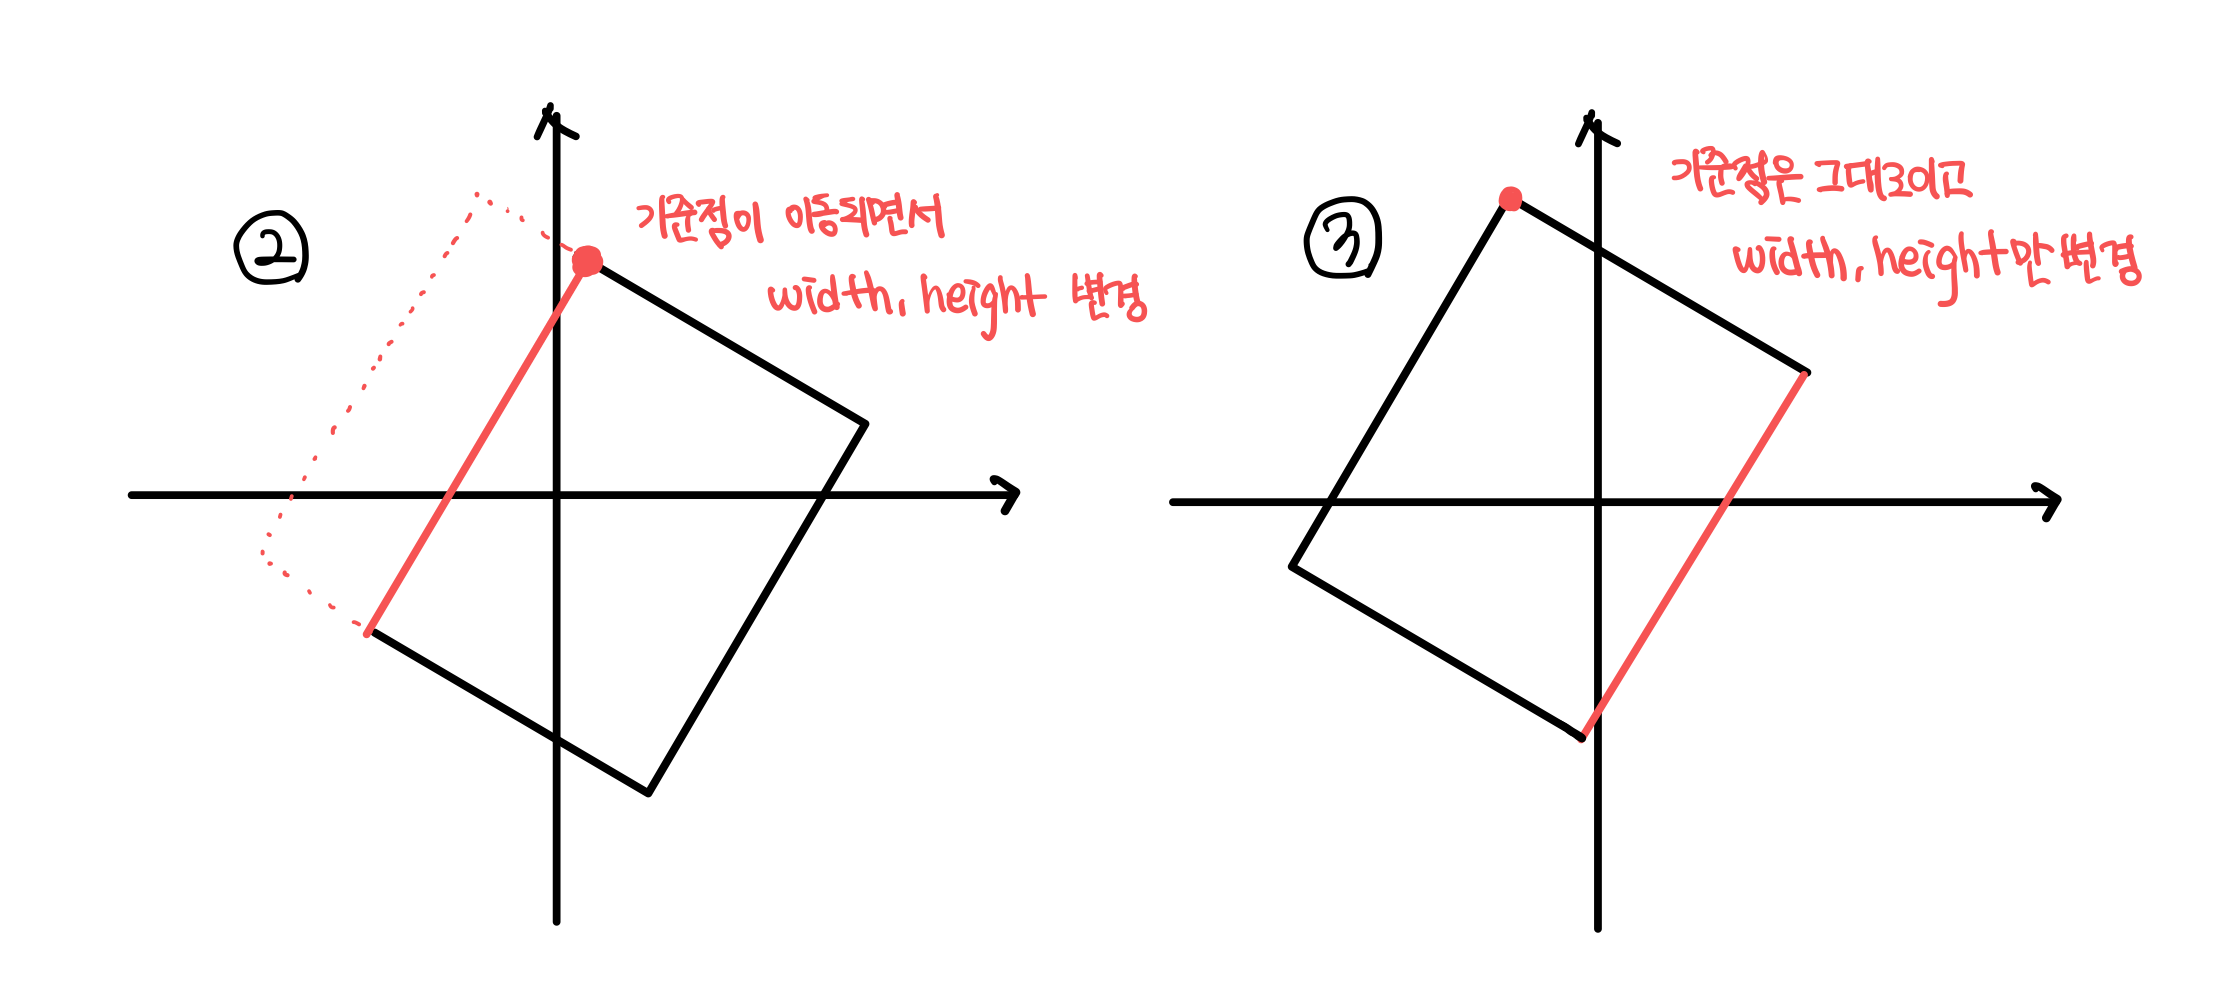 ②
기준점이 이동되면서
width, height 변경
③
기준점은 그대로이고
width, height만 변경